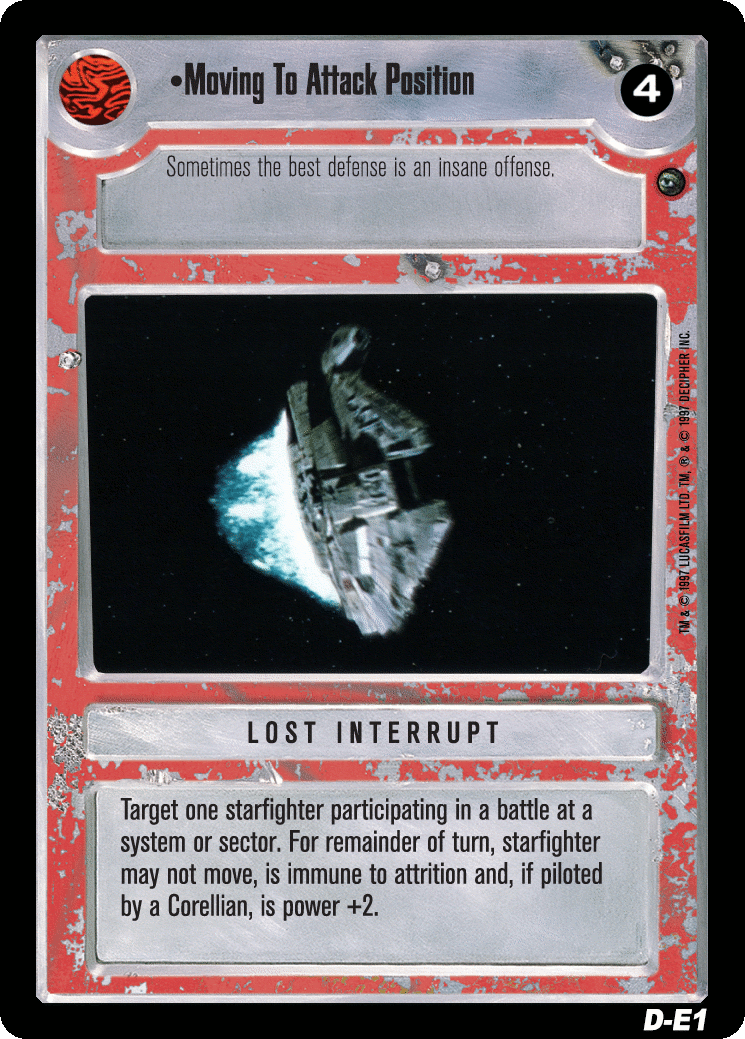 •Moving To Attack Position
4
Sometimes the best defense is an insane offense.
TM & © 1997 LUCASFILM LTD. TM, ® & © 1997 DECIPHER INC.
LOST INTERRUPT
Target one starfighter participating in a battle at a
system or sector. For remainder of turn, starfighter
may not move, is immune to attrition and, if piloted
by a Corellian, is power +2.
D-E1